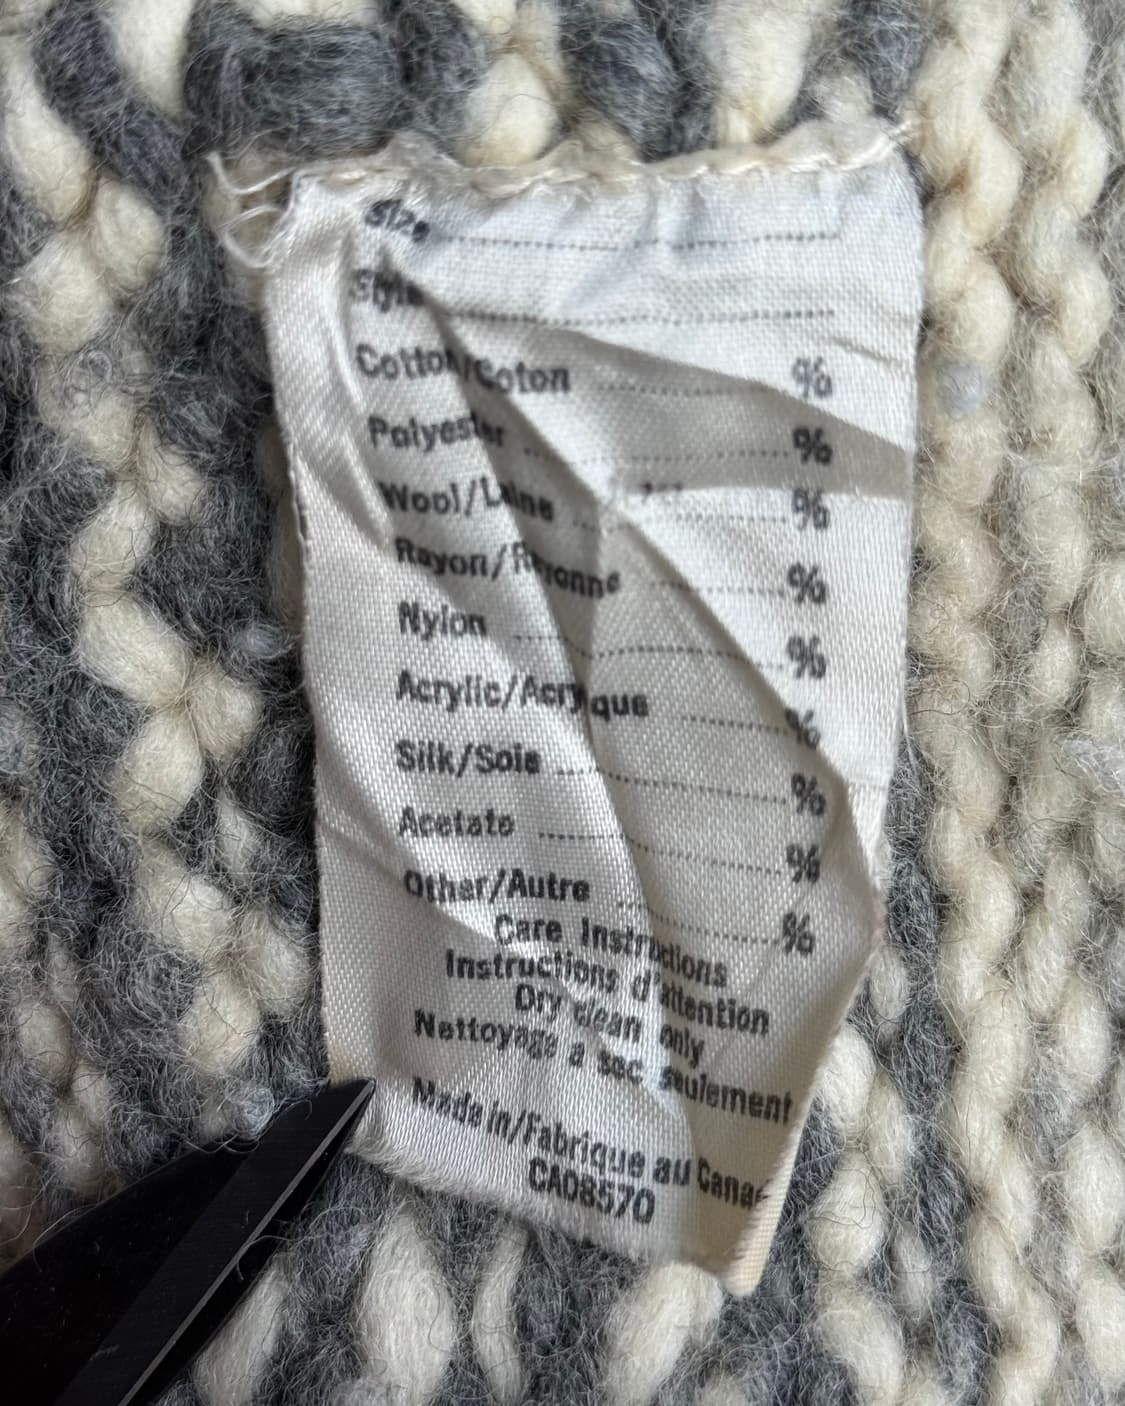 Size
Style
Cotton/Coton %
Polyester %
Wool/Laine %
Rayon/Rayonne %
Nylon %
Acrylic/Acrylique %
Silk/Soie %
Acetate %
Other/Autre %
Care Instructions
Instructions d'attention
Dry clean only
Nettoyage a sec seulement
Made in/Fabrique au Canada
CA08570